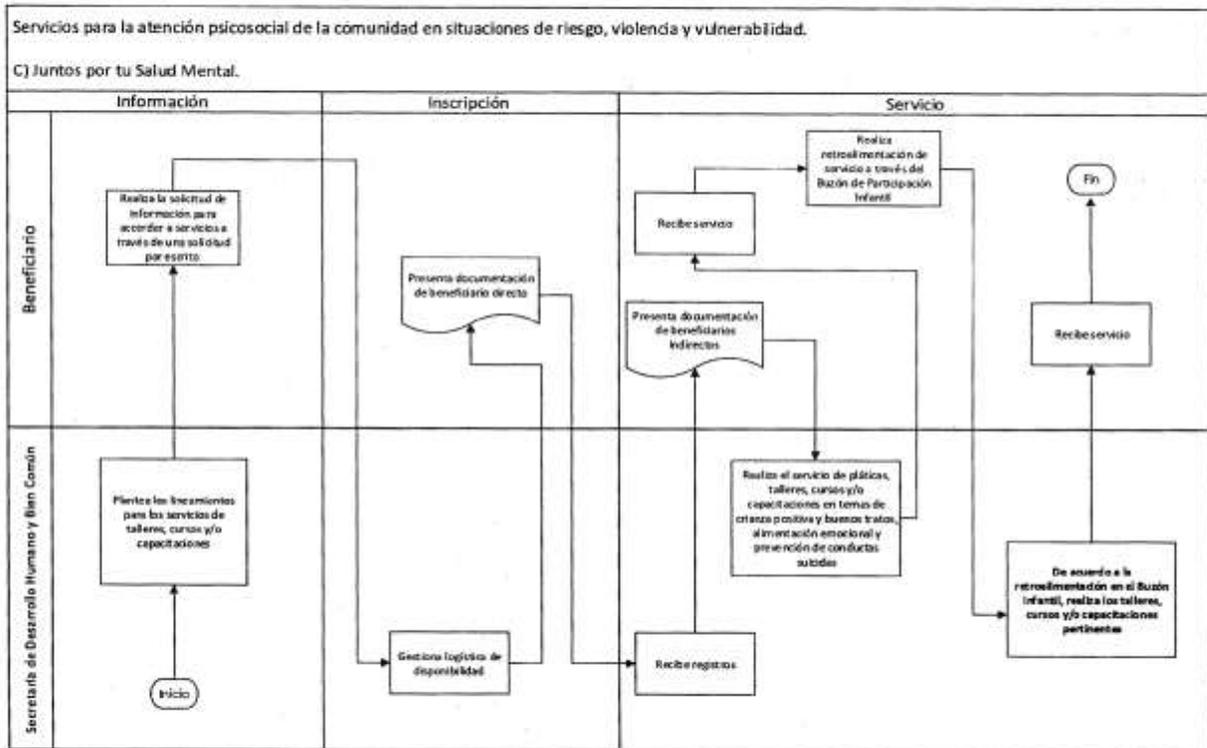 Servicios para la atención psicosocial de la comunidad en situaciones de riesgo, violencia y vulnerabilidad.
C) Juntos por tu Salud Mental.
Información
Inscripción
Servicio
Beneficiario
Realiza la solicitud de
información para
acceder a servicios a
través de una solicitud
por escrito
Presenta documentación
de beneficiario directo
Recibe servicio
Realiza
retroalimentación de
servicio a través del
Buzón de Participación
Infantil
Fin
Presenta documentación
de beneficiarios
indirectos
Recibe servicio
Secretaría de Desarrollo Humano y Bien Común
Plantea los lineamientos
para los servicios de
talleres, cursos y/o
capacitaciones
Inicio
Gestiona logística de
disponibilidad
Recibe registros
Realiza el servicio de pláticas,
talleres, cursos y/o
capacitaciones en temas de
crianza positiva y buenos tratos,
alimentación emocional y
prevención de conductas
suicidas
De acuerdo a la
retroalimentación en el Buzón
Infantil, realiza los talleres,
cursos y/o capacitaciones
pertinentes